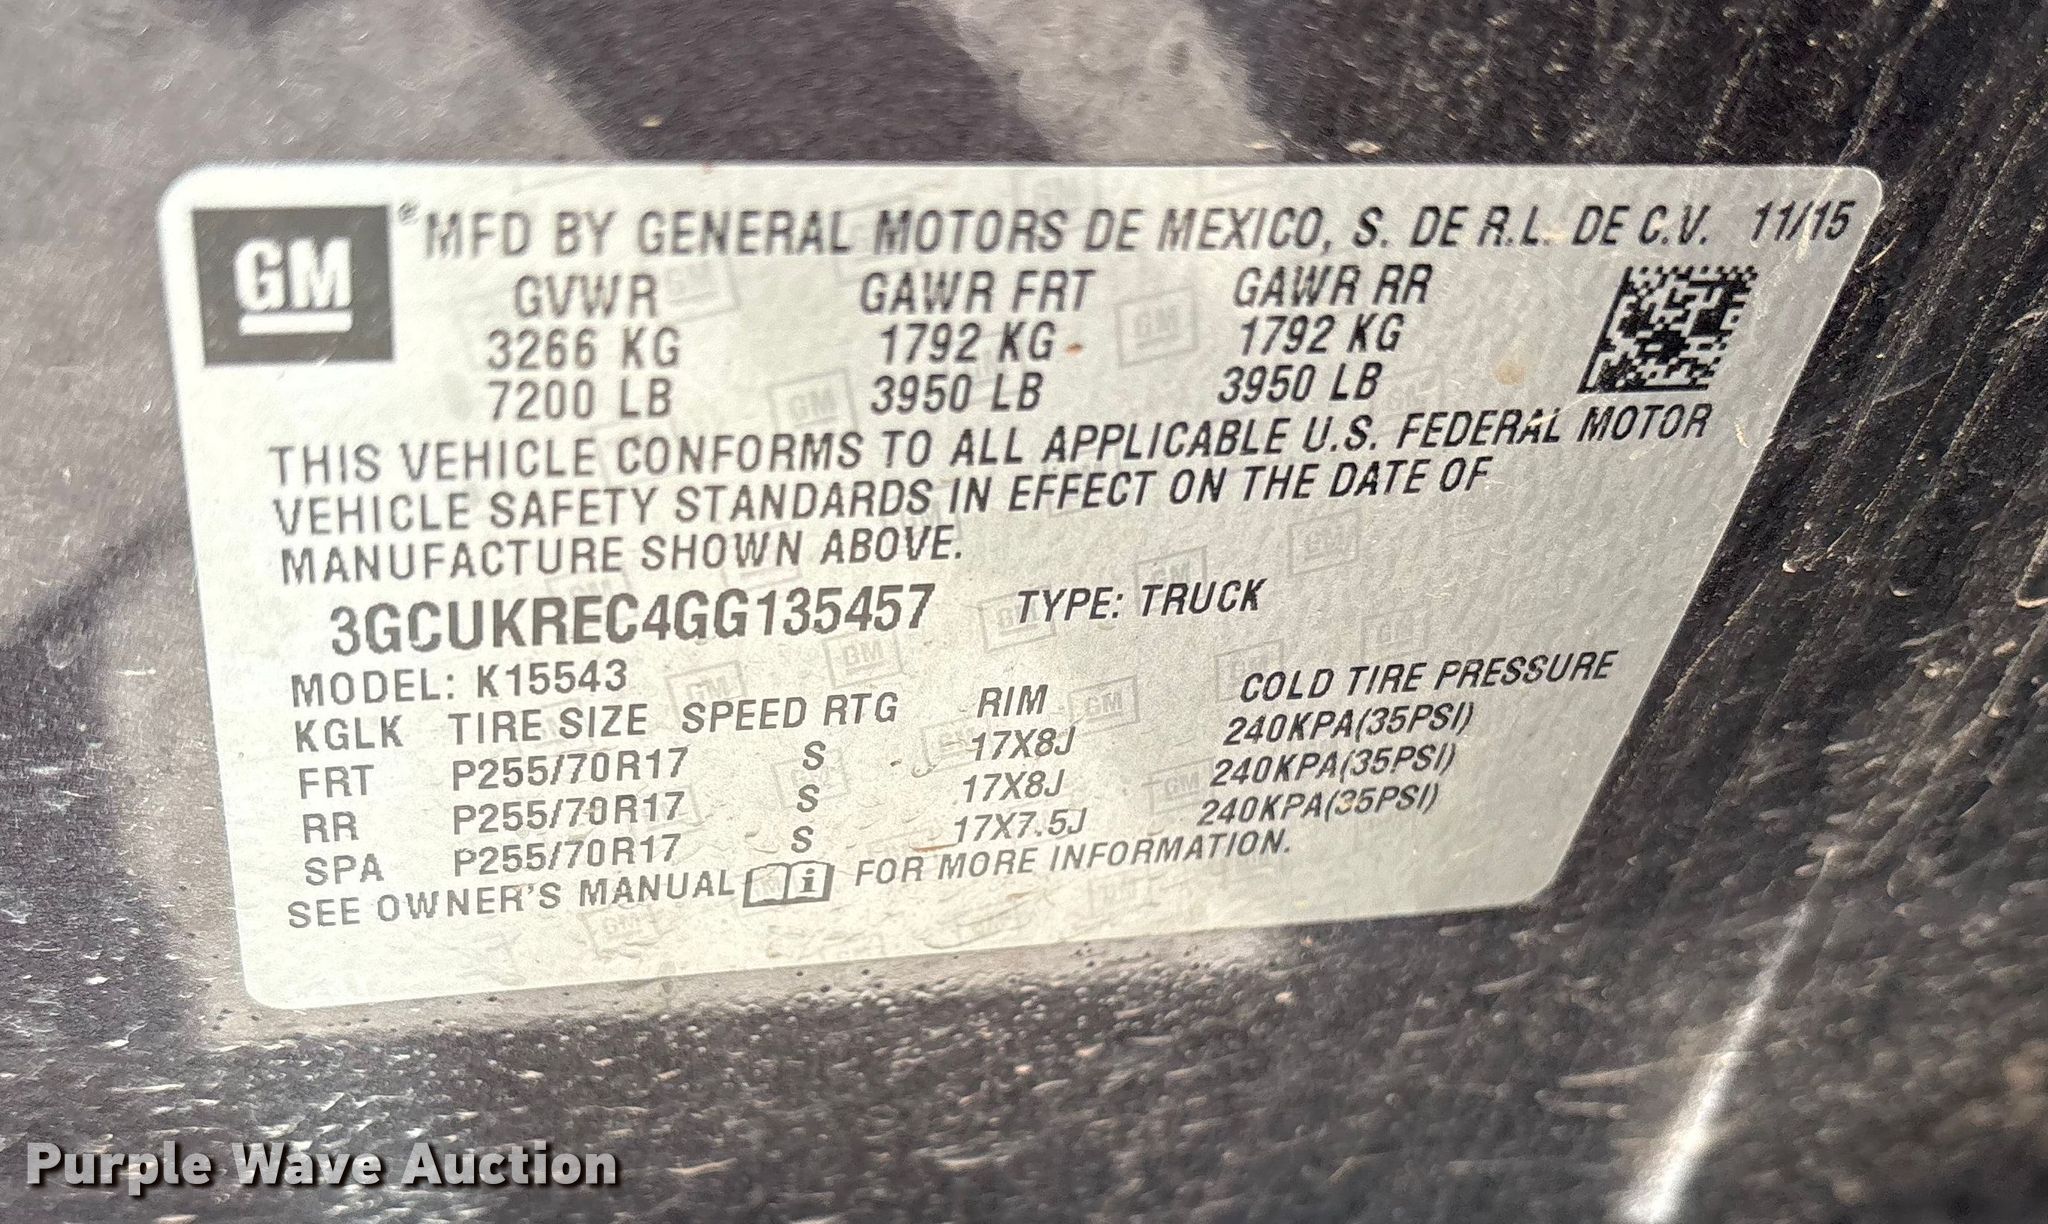 GM
® MFD BY GENERAL MOTORS DE MEXICO, S. DE R.L. DE C.V. 11/15
GVWR GAWR FRT GAWR RR
3266 KG 1792 KG 1792 KG
7200 LB 3950 LB 3950 LB
THIS VEHICLE CONFORMS TO ALL APPLICABLE U.S. FEDERAL MOTOR
VEHICLE SAFETY STANDARDS IN EFFECT ON THE DATE OF
MANUFACTURE SHOWN ABOVE.
3GCUKREC4GG135457 TYPE: TRUCK
MODEL: K15543
KGLK TIRE SIZE SPEED RTG RIM COLD TIRE PRESSURE
FRT P255/70R17 S 17X8J 240KPA(35PSI)
RR P255/70R17 S 17X8J 240KPA(35PSI)
SPA P255/70R17 S 17X7.5J 240KPA(35PSI)
SEE OWNER'S MANUAL i FOR MORE INFORMATION.
Purple Wave Auction